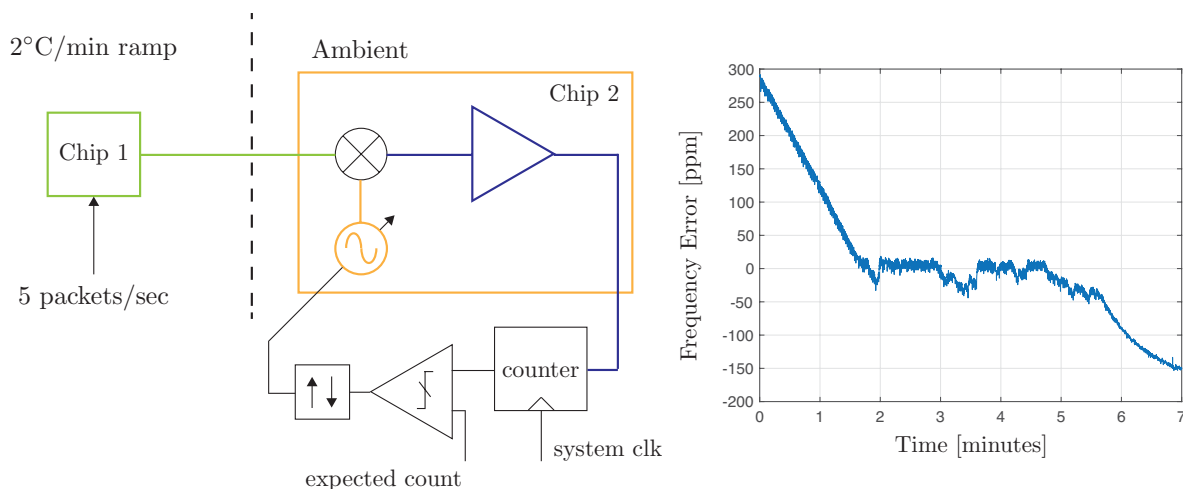 2°C/min ramp
Chip 1
5 packets/sec
Ambient
Chip 2
counter
system clk
expected count
Frequency Error [ppm]
300
250
200
150
100
50
0
-50
-100
-150
-200
0 1 2 3 4 5 6 7
Time [minutes]